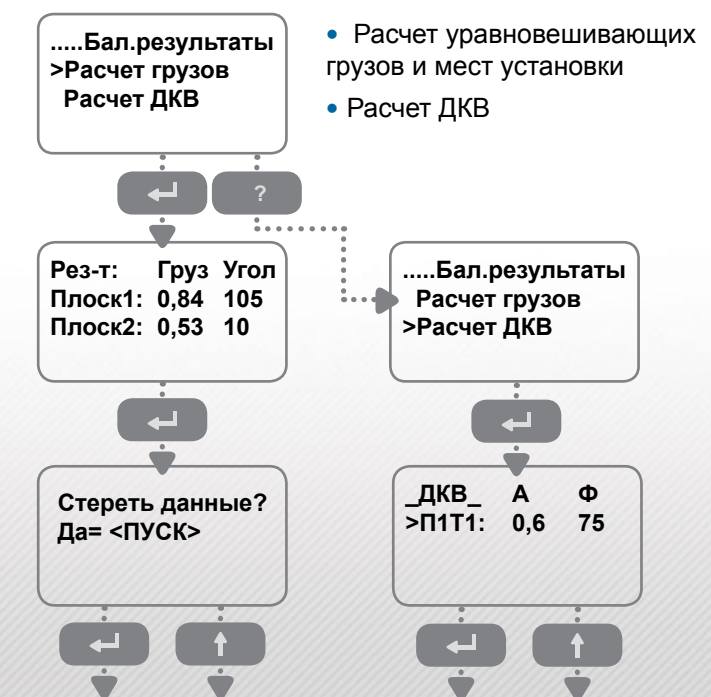 .....Бал.результаты
>Расчет грузов
Расчет ДКВ
• Расчет уравновешивающих
грузов и мест установки
• Расчет ДКВ
?
Рез-т: Груз Угол
Плоск1: 0,84 105
Плоск2: 0,53 10
.....Бал.результаты
Расчет грузов
>Расчет ДКВ
Стереть данные?
Да= <ПУСК>
_ДКВ_ А Ф
>П1Т1: 0,6 75